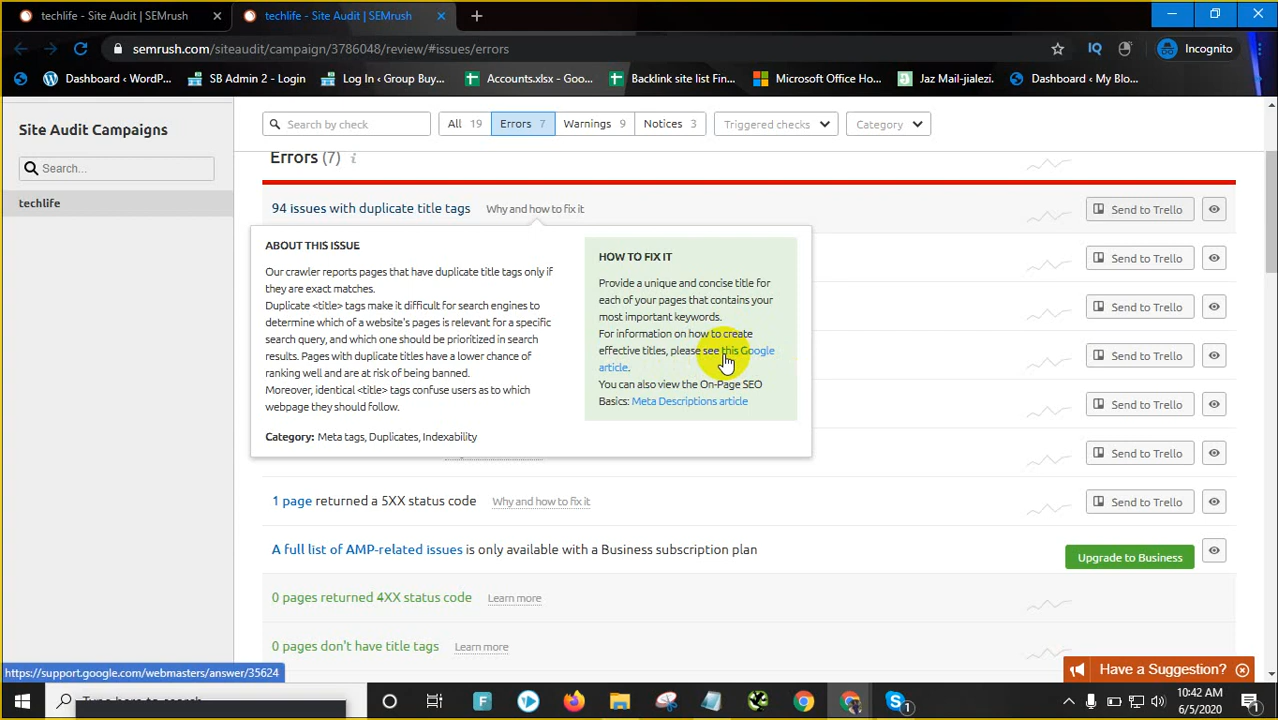 techlife - Site Audit | SEMrush
techlife - Site Audit | SEMrush
semrush.com/siteaudit/campaign/3786048/review/#issues/errors
IQ
Incognito
Dashboard ‹ WordP...
SB Admin 2 - Login
Log In ‹ Group Buy...
Accounts.xlsx - Goo...
Backlink site list Fin...
Microsoft Office Ho...
Jaz Mail-jialezi.
Dashboard ‹ My Blo...
Site Audit Campaigns
Search...
techlife
Search by check
All 19
Errors 7
Warnings 9
Notices 3
Triggered checks
Category
Errors (7) i
94 issues with duplicate title tags Why and how to fix it
Send to Trello
ABOUT THIS ISSUE
Our crawler reports pages that have duplicate title tags only if
they are exact matches.
Duplicate <title> tags make it difficult for search engines to
determine which of a website's pages is relevant for a specific
search query, and which one should be prioritized in search
results. Pages with duplicate titles have a lower chance of
ranking well and are at risk of being banned.
Moreover, identical <title> tags confuse users as to which
webpage they should follow.
Category: Meta tags, Duplicates, Indexability
HOW TO FIX IT
Provide a unique and concise title for
each of your pages that contains your
most important keywords.
For information on how to create
effective titles, please see this Google
article.
You can also view the On-Page SEO
Basics: Meta Descriptions article
Send to Trello
Send to Trello
Send to Trello
Send to Trello
Send to Trello
1 page returned a 5XX status code Why and how to fix it
Send to Trello
A full list of AMP-related issues is only available with a Business subscription plan
Upgrade to Business
0 pages returned 4XX status code Learn more
0 pages don't have title tags Learn more
https://support.google.com/webmasters/answer/35624
Have a Suggestion?
Type here to search
F
S
1
10:42 AM
6/5/2020
1